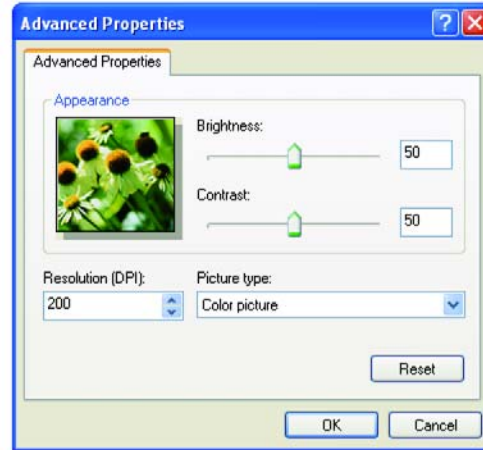 Advanced Properties
Advanced Properties
Appearance
Brightness:
50
Contrast:
50
Resolution (DPI):
200
Picture type:
Color picture
Reset
OK
Cancel